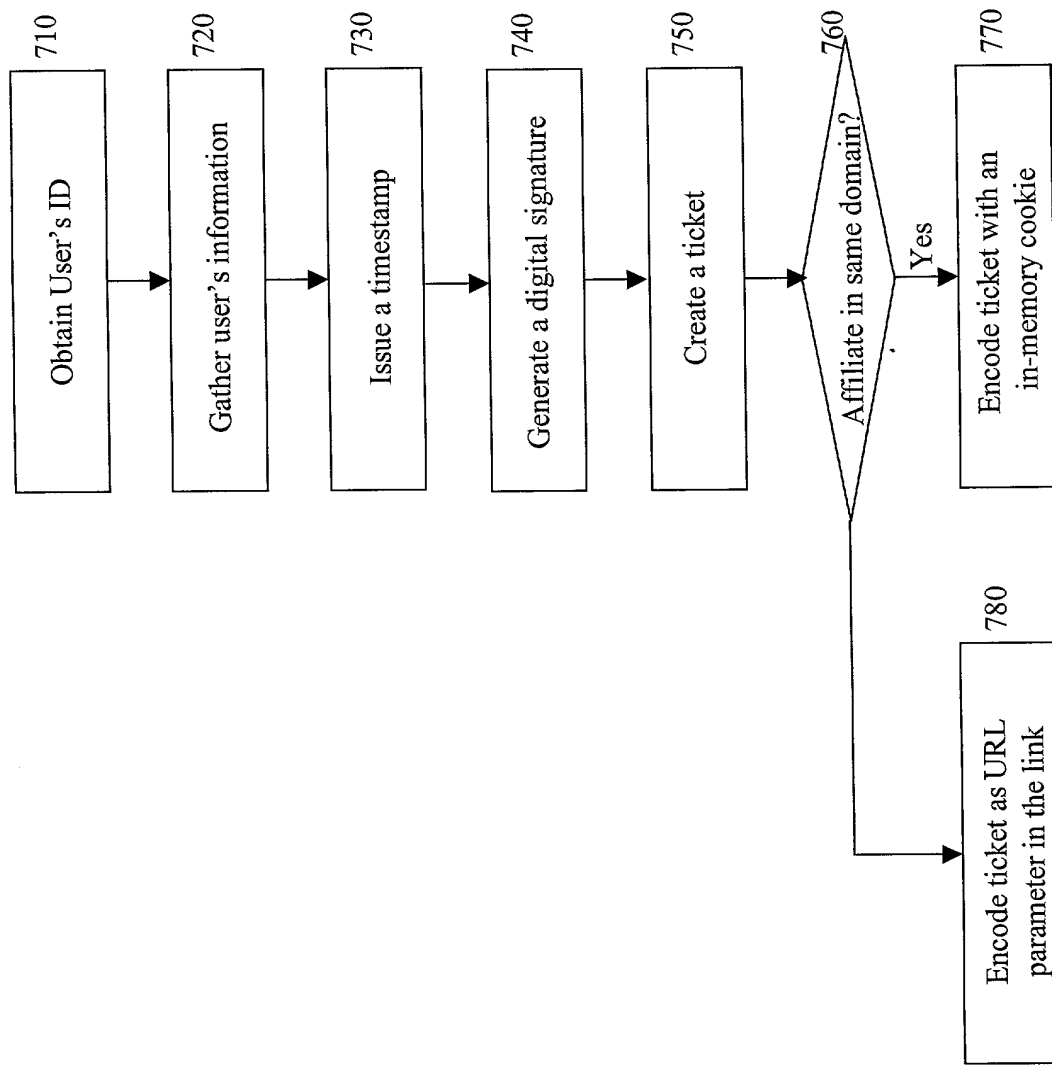 710
Obtain User's ID
720
Gather user's information
730
Issue a timestamp
740
Generate a digital signature
750
Create a ticket
760
Affiliate in same domain?
Yes
770
Encode ticket with an
in-memory cookie
780
Encode ticket as URL
parameter in the link